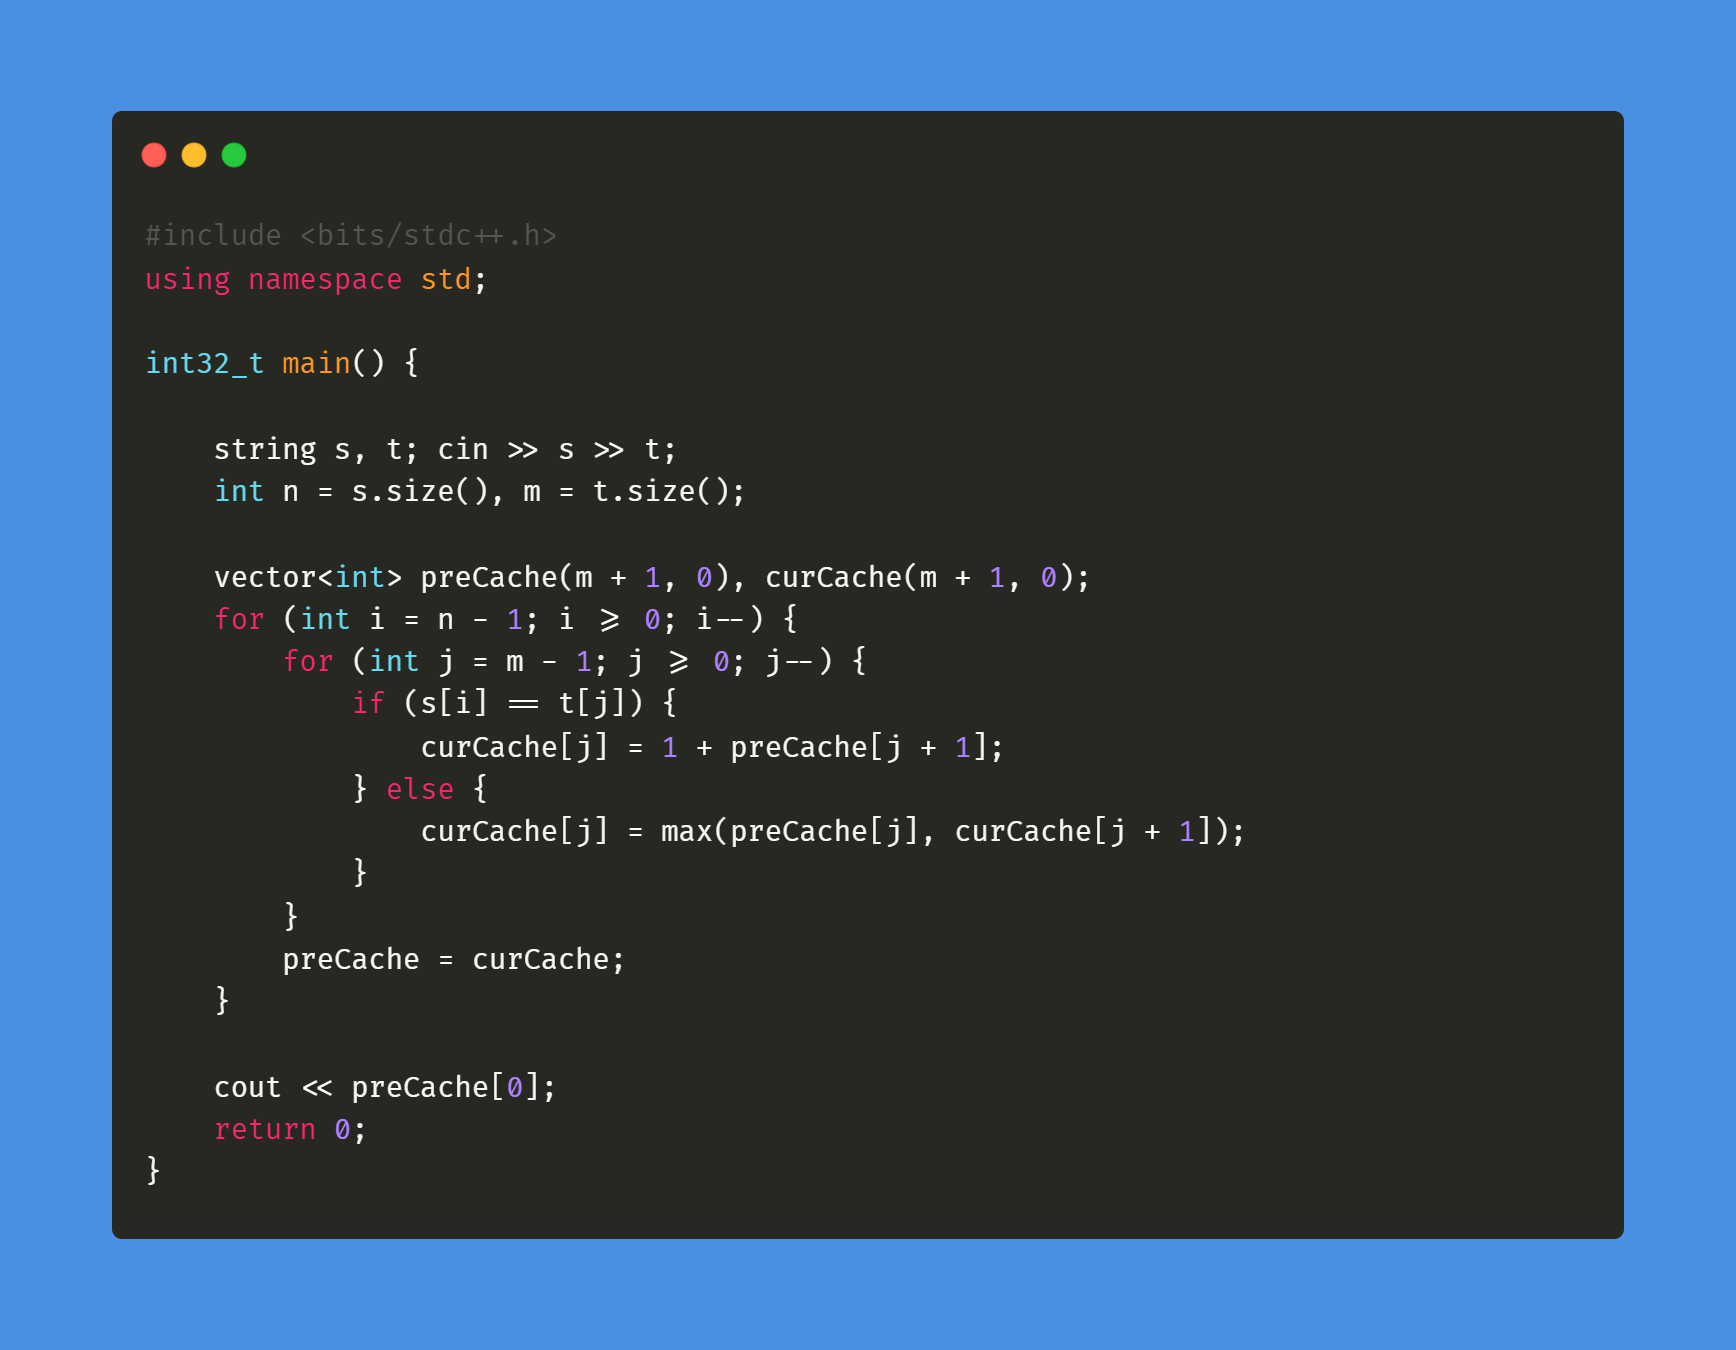 #include <bits/stdc++.h>
using namespace std;
int32_t main() {
string s, t; cin >> s >> t;
int n = s.size(), m = t.size();
vector<int> preCache(m + 1, 0), curCache(m + 1, 0);
for (int i = n - 1; i >= 0; i--) {
for (int j = m - 1; j >= 0; j--) {
if (s[i] == t[j]) {
curCache[j] = 1 + preCache[j + 1];
} else {
curCache[j] = max(preCache[j], curCache[j + 1]);
}
}
preCache = curCache;
}
cout << preCache[0];
return 0;
}